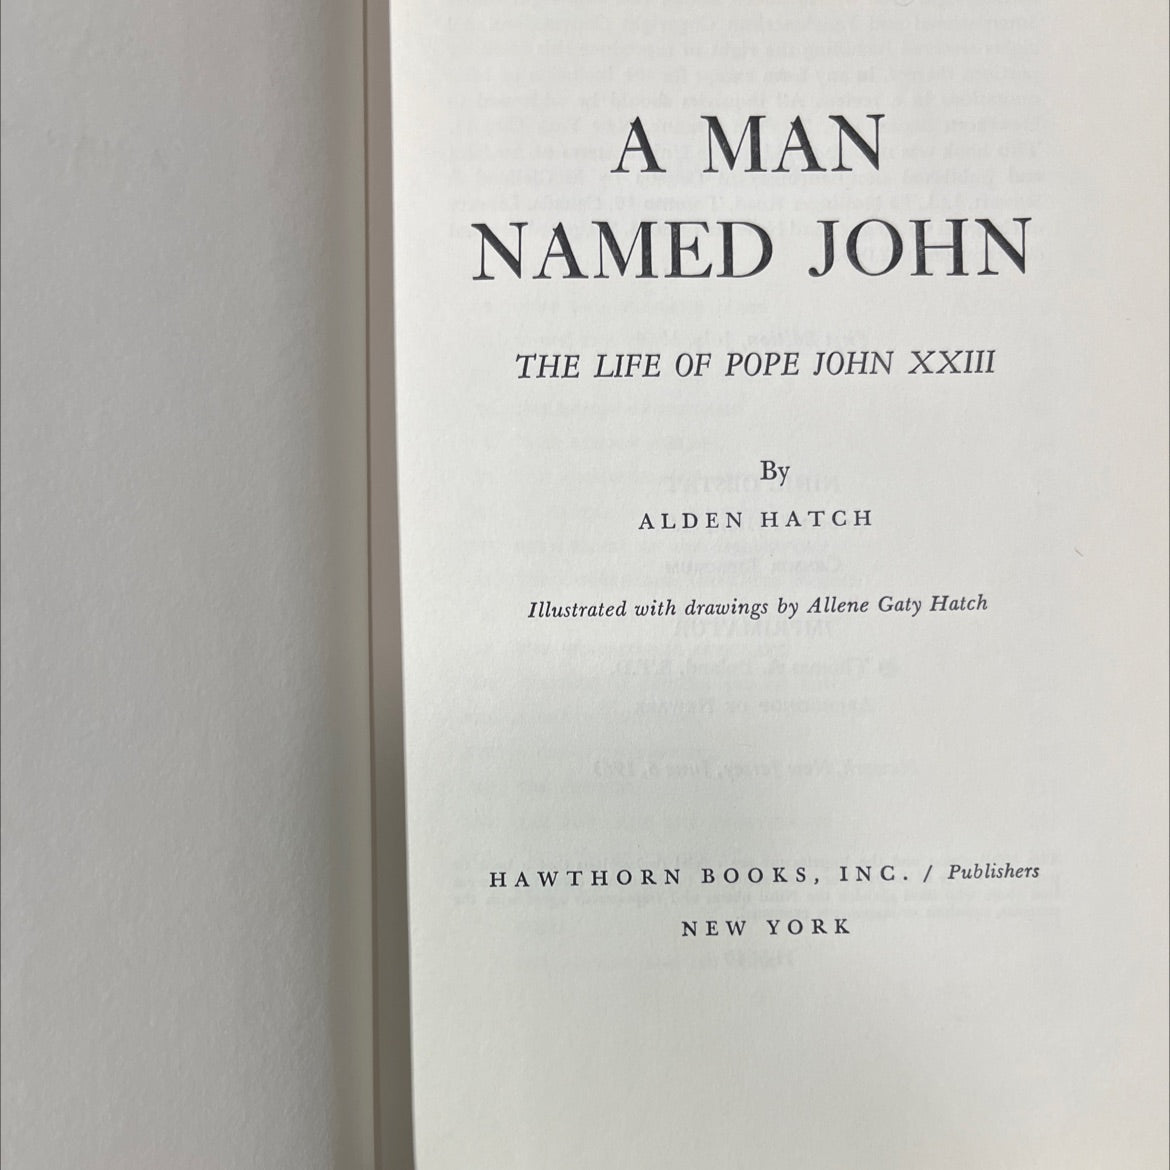 A MAN
NAMED JOHN
THE LIFE OF POPE JOHN XXIII
By
ALDEN HATCH
Illustrated with drawings by Allene Gaty Hatch
HAWTHORN BOOKS, INC. / Publishers
NEW YORK